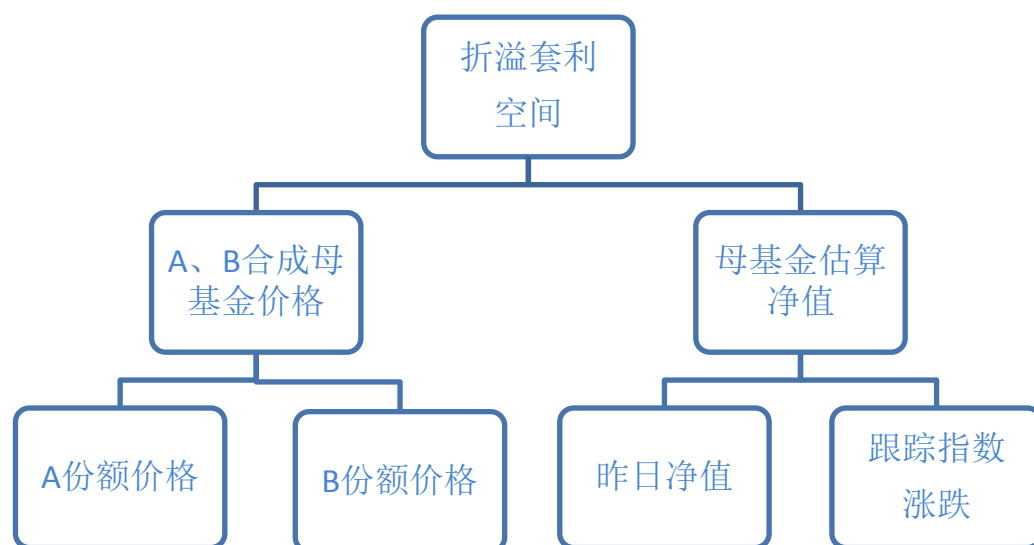 折溢套利
空间
A、B合成母
基金价格
母基金估算
净值
A份额价格
B份额价格
昨日净值
跟踪指数
涨跌